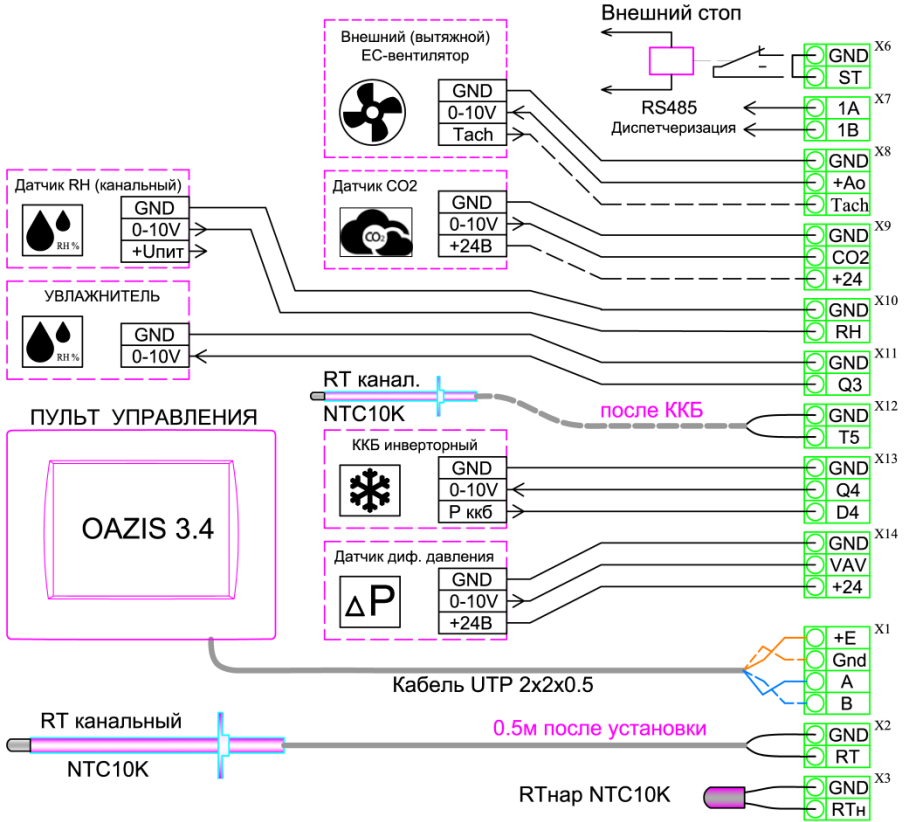 Внешний стоп
X6
GND
ST
RS485
Диспетчеризация
X7
1A
1B
Внешний (вытяжной)
EC-вентилятор
GND
0-10V
Tach
X8
GND
+Ao
Tach
Датчик CO2
CO2
GND
0-10V
+24В
X9
GND
CO2
+24
Датчик RH (канальный)
RH %
GND
0-10V
+Uпит
X10
GND
RH
УВЛАЖНИТЕЛЬ
RH %
GND
0-10V
X11
GND
Q3
RT канал.
NTC10K
после ККБ
X12
GND
T5
ККБ инверторный
GND
0-10V
Р ккб
X13
GND
Q4
D4
Датчик диф. давления
ΔP
GND
0-10V
+24В
X14
GND
VAV
+24
ПУЛЬТ УПРАВЛЕНИЯ
OAZIS 3.4
Кабель UTP 2x2x0.5
X1
+E
Gnd
A
B
RT канальный
NTC10K
0.5м после установки
X2
GND
RT
RTнар NTC10K
X3
GND
RTн